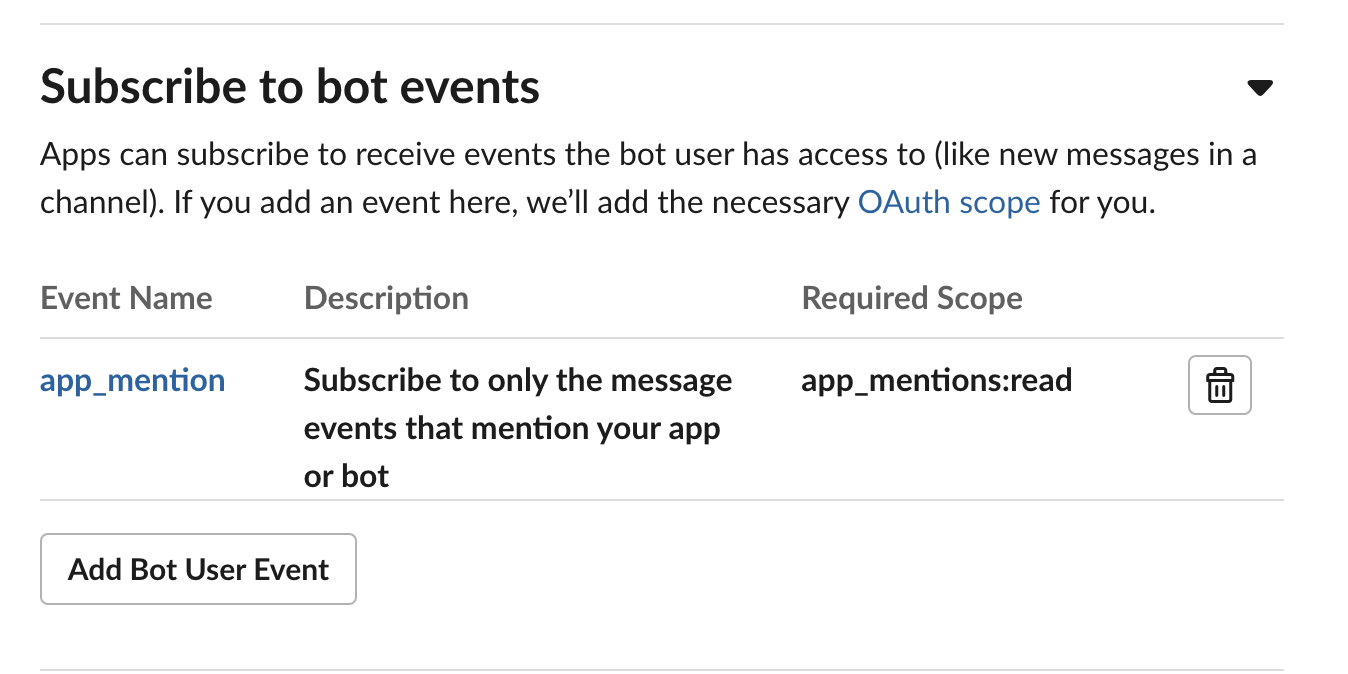 Subscribe to bot events
Apps can subscribe to receive events the bot user has access to (like new messages in a
channel). If you add an event here, we’ll add the necessary OAuth scope for you.
Event Name Description Required Scope
app_mention Subscribe to only the message app_mentions:read
events that mention your app
or bot
Add Bot User Event